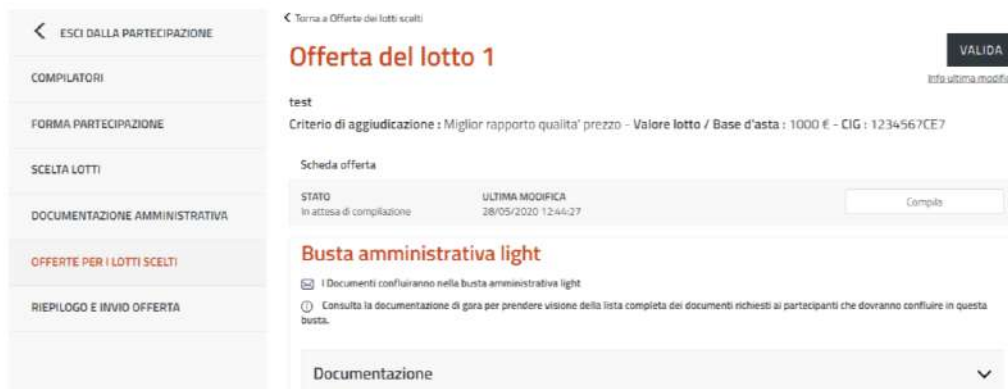 ESCI DALLA PARTECIPAZIONE
COMPILATORI
FORMA PARTECIPAZIONE
SCELTA LOTTI
DOCUMENTAZIONE AMMINISTRATIVA
OFFERTE PER I LOTTI SCELTI
RIEPILOGO E INVIO OFFERTA
Torna a Offerte dei lotti scelti
Offerta del lotto 1
VALIDA
Info ultima modific
test
Criterio di aggiudicazione : Miglior rapporto qualita' prezzo - Valore lotto / Base d'asta : 1000 € - CIG : 1234567CE7
Scheda offerta
STATO ULTIMA MODIFICA
In attesa di compilazione 28/05/2020 12:44:27 Compila
Busta amministrativa light
I Documenti confluiranno nella busta amministrativa light
Consulta la documentazione di gara per prendere visione della lista completa dei documenti richiesti ai partecipanti che dovranno confluire in questa
busta.
Documentazione